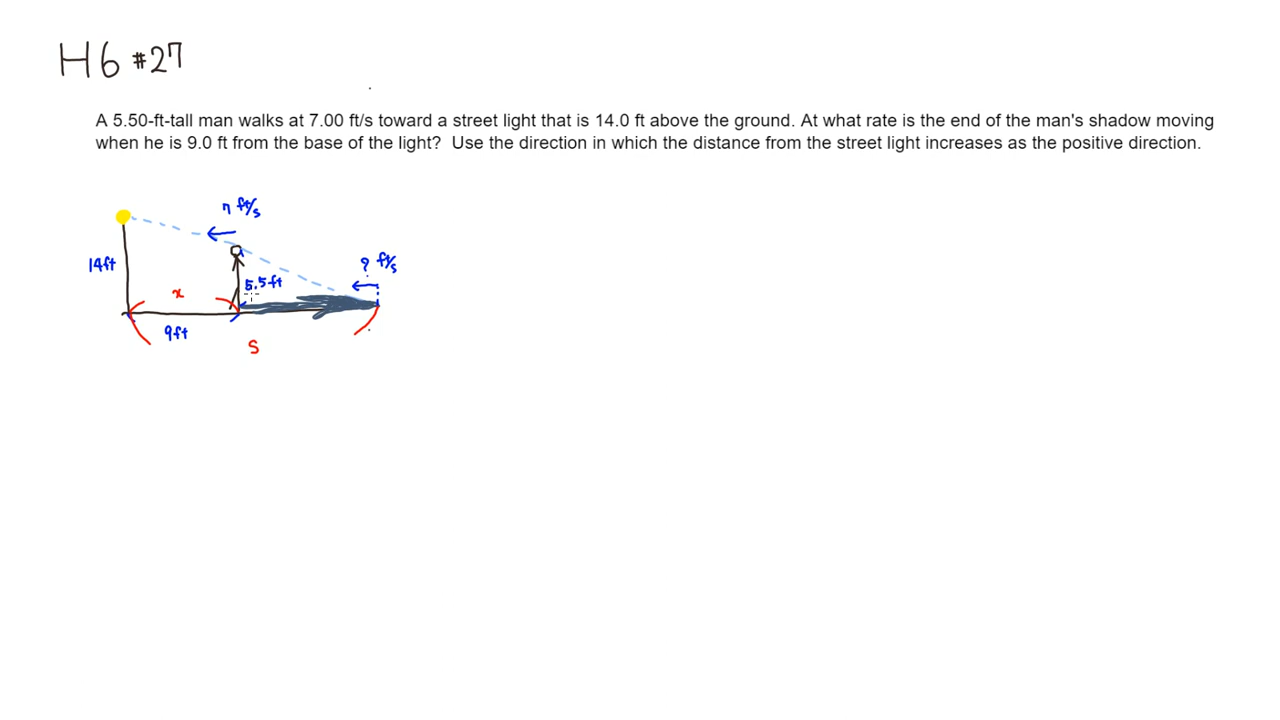 H6 #27
A 5.50-ft-tall man walks at 7.00 ft/s toward a street light that is 14.0 ft above the ground. At what rate is the end of the man's shadow moving
when he is 9.0 ft from the base of the light? Use the direction in which the distance from the street light increases as the positive direction.
7 ft/s
14ft
? ft/s
5.5ft
x
9ft
S